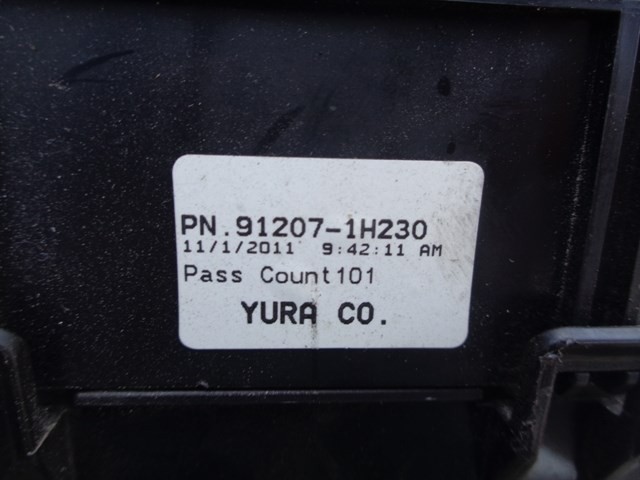 PN.91207-1H230
11/1/2011 9:42:11 AM
Pass Count101
YURA CO.